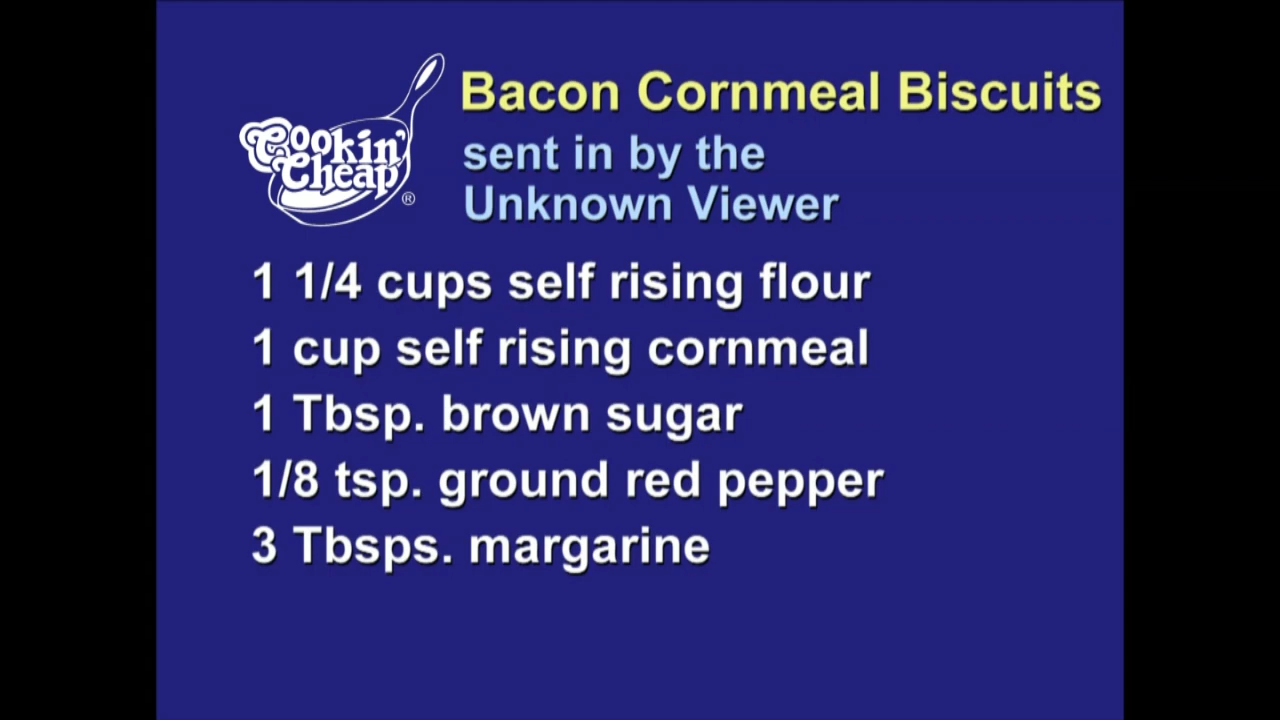 Cookin'
Cheap ®
Bacon Cornmeal Biscuits
sent in by the
Unknown Viewer
1 1/4 cups self rising flour
1 cup self rising cornmeal
1 Tbsp. brown sugar
1/8 tsp. ground red pepper
3 Tbsps. margarine